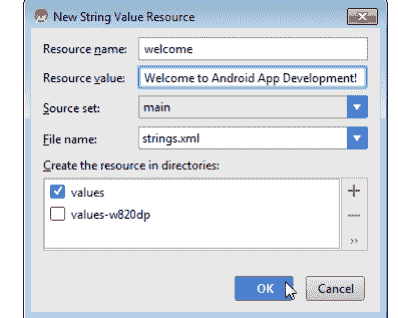 New String Value Resource
Resource name: welcome
Resource value: Welcome to Android App Development!
Source set: main
File name: strings.xml
Create the resource in directories:
values
values-w820dp
OK Cancel